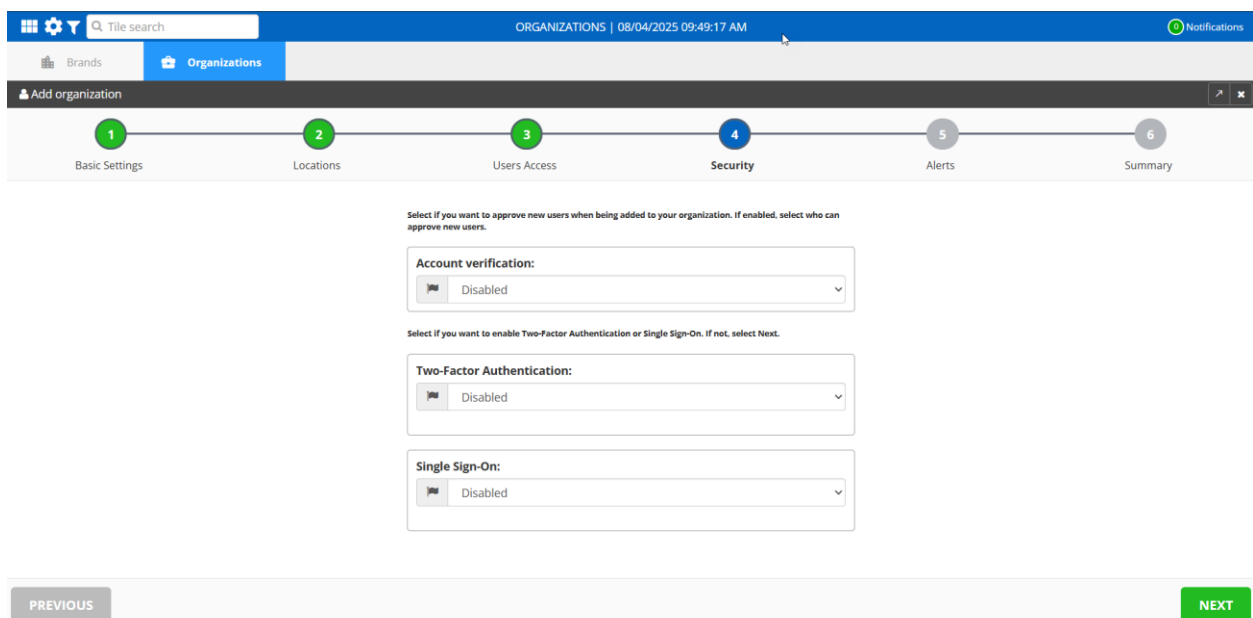 Tile search
ORGANIZATIONS | 08/04/2025 09:49:17 AM
0 Notifications
Brands
Organizations
Add organization
1
2
3
4
5
6
Basic Settings
Locations
Users Access
Security
Alerts
Summary
Select if you want to approve new users when being added to your organization. If enabled, select who can
approve new users.
Account verification:
Disabled
Select if you want to enable Two-Factor Authentication or Single Sign-On. If not, select Next.
Two-Factor Authentication:
Disabled
Single Sign-On:
Disabled
PREVIOUS
NEXT